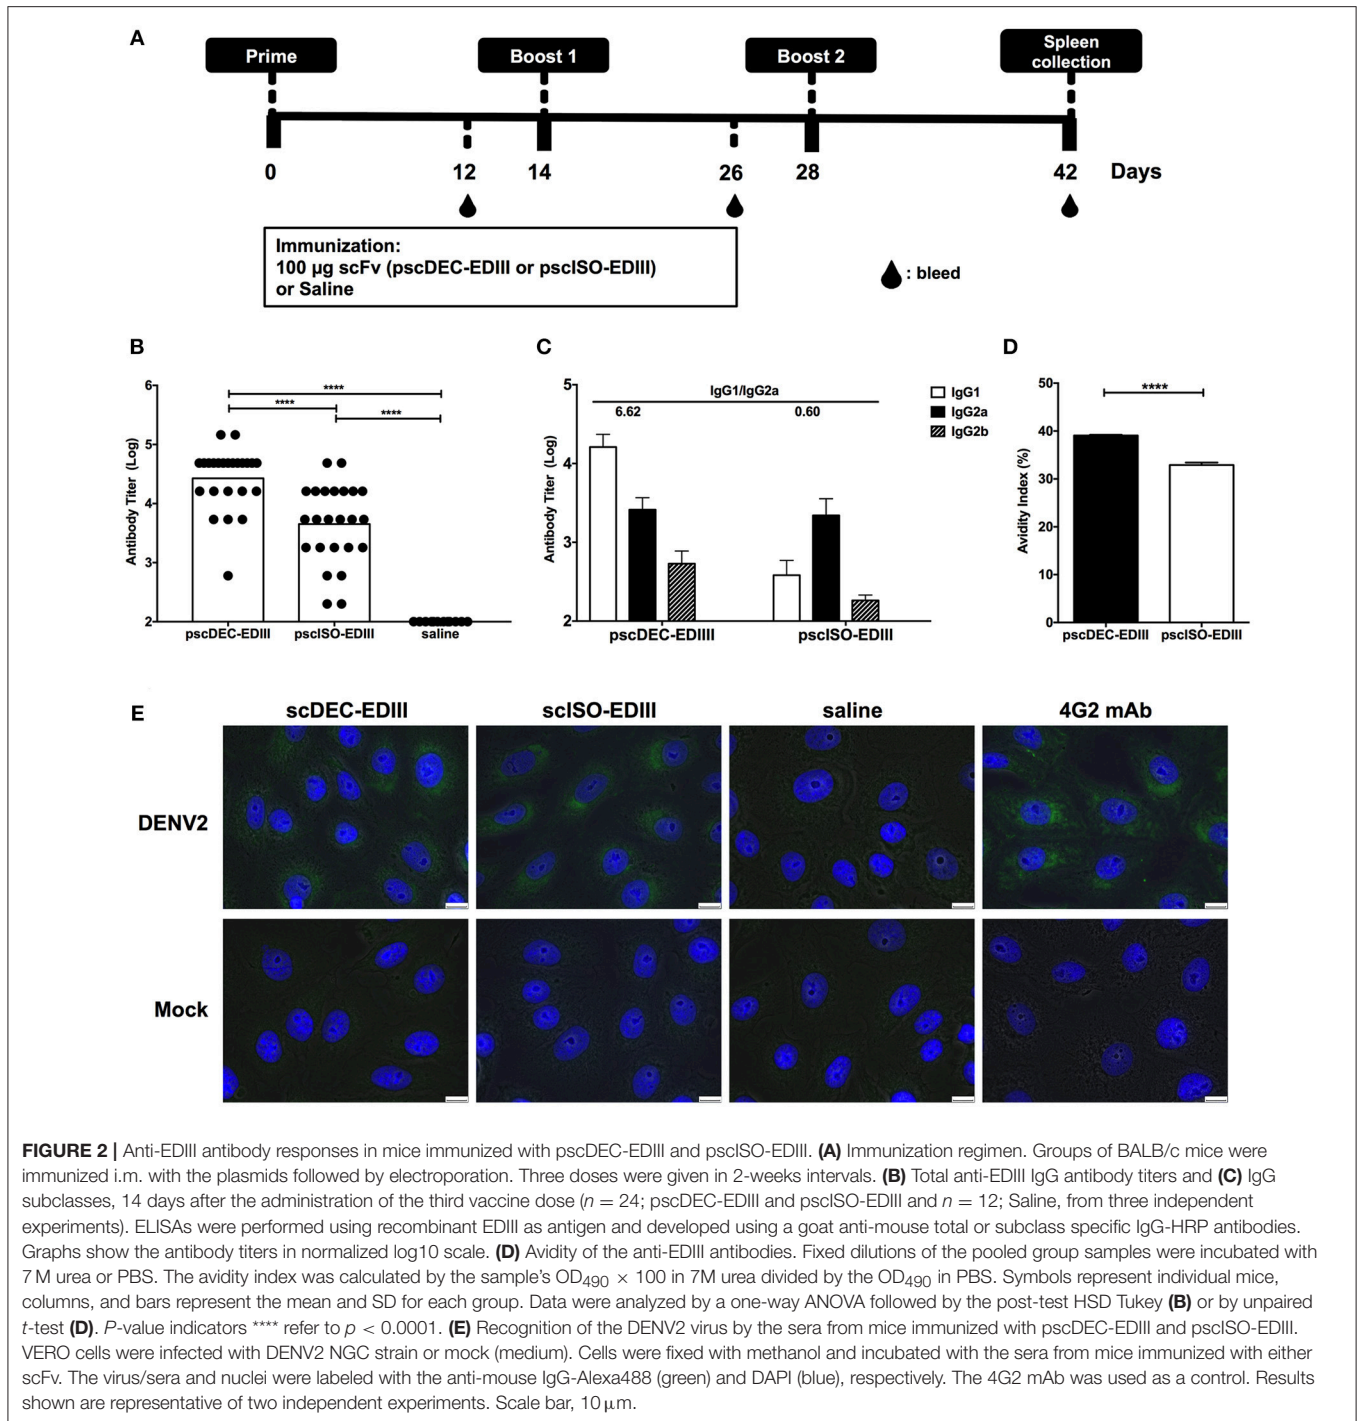 A
Prime
Boost 1
Boost 2
Spleen
collection
0
12
14
26
28
42
Days
Immunization:
100 µg scFv (pscDEC-EDIII or pscISO-EDIII)
or Saline
: bleed
B
Antibody Titer (Log)
6
5
4
3
2
****
****
****
pscDEC-EDIII
pscISO-EDIII
saline
C
Antibody Titer (Log)
5
4
3
2
IgG1/IgG2a
6.62
0.60
IgG1
IgG2a
IgG2b
pscDEC-EDIIII
pscISO-EDIII
D
Avidity Index (%)
50
40
30
20
10
0
****
pscDEC-EDIII
pscISO-EDIII
E
scDEC-EDIII
scISO-EDIII
saline
4G2 mAb
DENV2
Mock
FIGURE 2 | Anti-EDIII antibody responses in mice immunized with pscDEC-EDIII and pscISO-EDIII. (A) Immunization regimen. Groups of BALB/c mice were
immunized i.m. with the plasmids followed by electroporation. Three doses were given in 2-weeks intervals. (B) Total anti-EDIII IgG antibody titers and (C) IgG
subclasses, 14 days after the administration of the third vaccine dose (n = 24; pscDEC-EDIII and pscISO-EDIII and n = 12; Saline, from three independent
experiments). ELISAs were performed using recombinant EDIII as antigen and developed using a goat anti-mouse total or subclass specific IgG-HRP antibodies.
Graphs show the antibody titers in normalized log10 scale. (D) Avidity of the anti-EDIII antibodies. Fixed dilutions of the pooled group samples were incubated with
7 M urea or PBS. The avidity index was calculated by the sample's OD490 × 100 in 7M urea divided by the OD490 in PBS. Symbols represent individual mice,
columns, and bars represent the mean and SD for each group. Data were analyzed by a one-way ANOVA followed by the post-test HSD Tukey (B) or by unpaired
t-test (D). P-value indicators **** refer to p < 0.0001. (E) Recognition of the DENV2 virus by the sera from mice immunized with pscDEC-EDIII and pscISO-EDIII.
VERO cells were infected with DENV2 NGC strain or mock (medium). Cells were fixed with methanol and incubated with the sera from mice immunized with either
scFv. The virus/sera and nuclei were labeled with the anti-mouse IgG-Alexa488 (green) and DAPI (blue), respectively. The 4G2 mAb was used as a control. Results
shown are representative of two independent experiments. Scale bar, 10 µm.